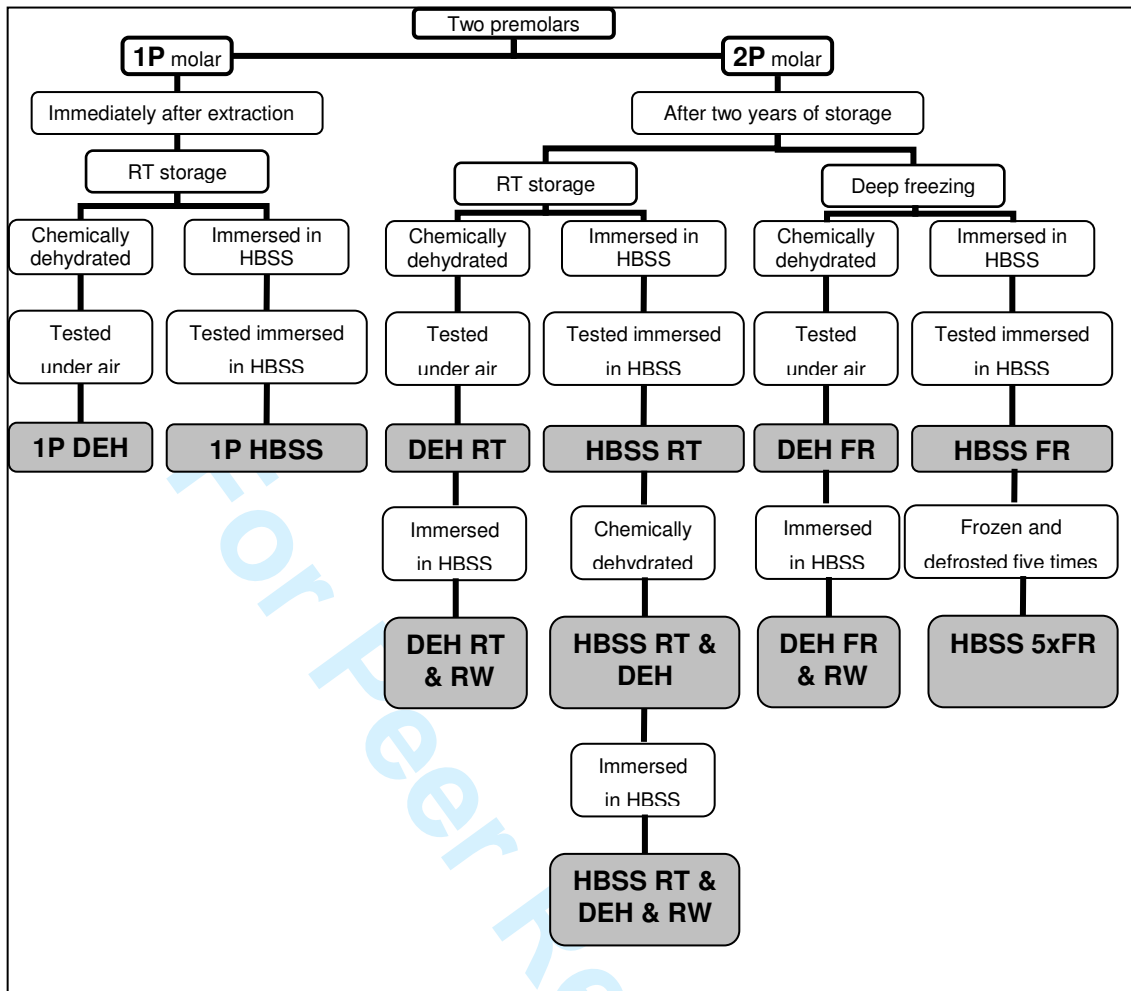 Two premolars
1P molar
2P molar
Immediately after extraction
After two years of storage
RT storage
RT storage
Deep freezing
Chemically
dehydrated
Immersed in
HBSS
Chemically
dehydrated
Immersed in
HBSS
Chemically
dehydrated
Immersed in
HBSS
Tested
under air
Tested immersed
in HBSS
Tested
under air
Tested immersed
in HBSS
Tested
under air
Tested immersed
in HBSS
1P DEH
1P HBSS
DEH RT
HBSS RT
DEH FR
HBSS FR
Immersed
in HBSS
Chemically
dehydrated
Immersed
in HBSS
Frozen and
defrosted five times
DEH RT
& RW
HBSS RT &
DEH
DEH FR
& RW
HBSS 5xFR
Immersed
in HBSS
HBSS RT &
DEH & RW
For Peer Re